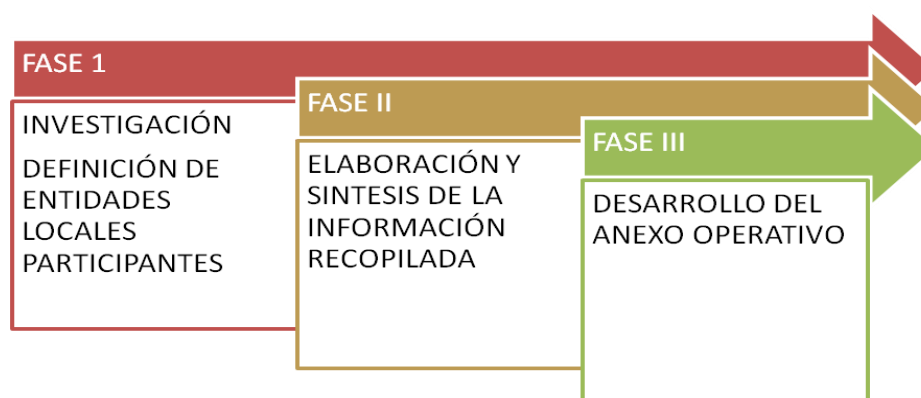 FASE 1
INVESTIGACIÓN
DEFINICIÓN DE
ENTIDADES
LOCALES
PARTICIPANTES
FASE II
ELABORACIÓN Y
SINTESIS DE LA
INFORMACIÓN
RECOPILADA
FASE III
DESARROLLO DEL
ANEXO OPERATIVO